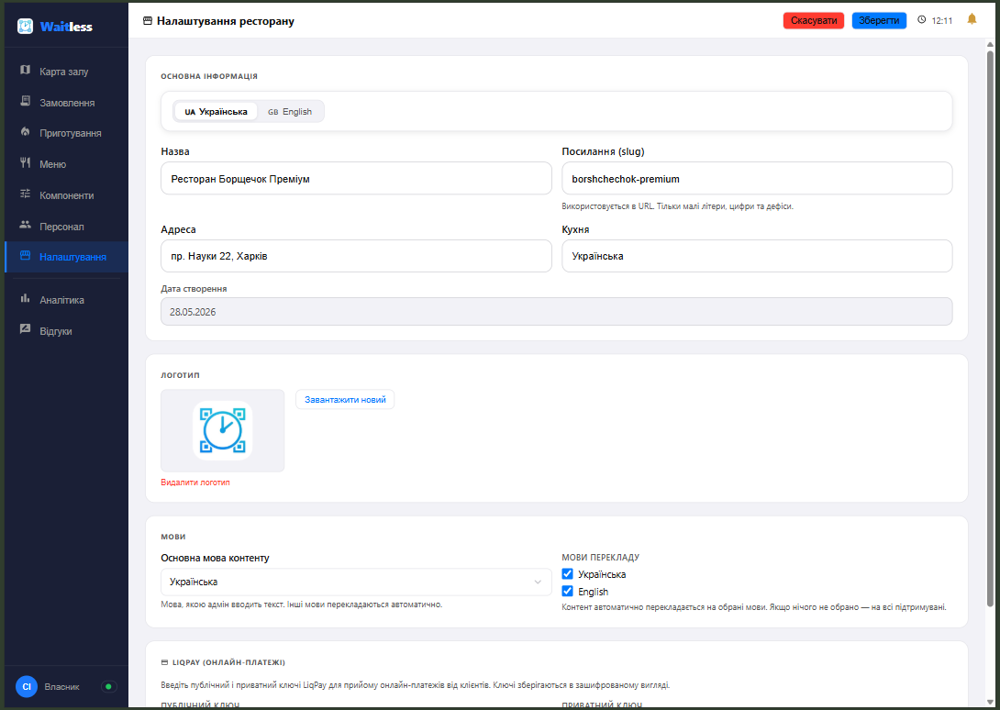 Waitless
Налаштування ресторану
Скасувати
Зберегти
12:11
Карта залу
Замовлення
Приготування
Меню
Компоненти
Персонал
Налаштування
Аналітика
Відгуки
CI
Власник
ОСНОВНА ІНФОРМАЦІЯ
UA Українська
GB English
Назва
Посилання (slug)
Ресторан Борщечок Преміум
borshchechok-premium
Використовується в URL. Тільки малі літери, цифри та дефіси.
Адреса
Кухня
пр. Науки 22, Харків
Українська
Дата створення
28.05.2026
ЛОГОТИП
Завантажити новий
Видалити логотип
МОВИ
Основна мова контенту
Українська
Мова, якою адмін вводить текст. Інші мови перекладаються автоматично.
МОВИ ПЕРЕКЛАДУ
Українська
English
Контент автоматично перекладається на обрані мови. Якщо нічого не обрано — на всі підтримувані.
LIQPAY (ОНЛАЙН-ПЛАТЕЖІ)
Введіть публічний і приватний ключі LiqPay для прийому онлайн-платежів від клієнтів. Ключі зберігаються в зашифрованому вигляді.
ПУБЛІЧНИЙ КЛЮЧ
ПРИВАТНИЙ КЛЮЧ